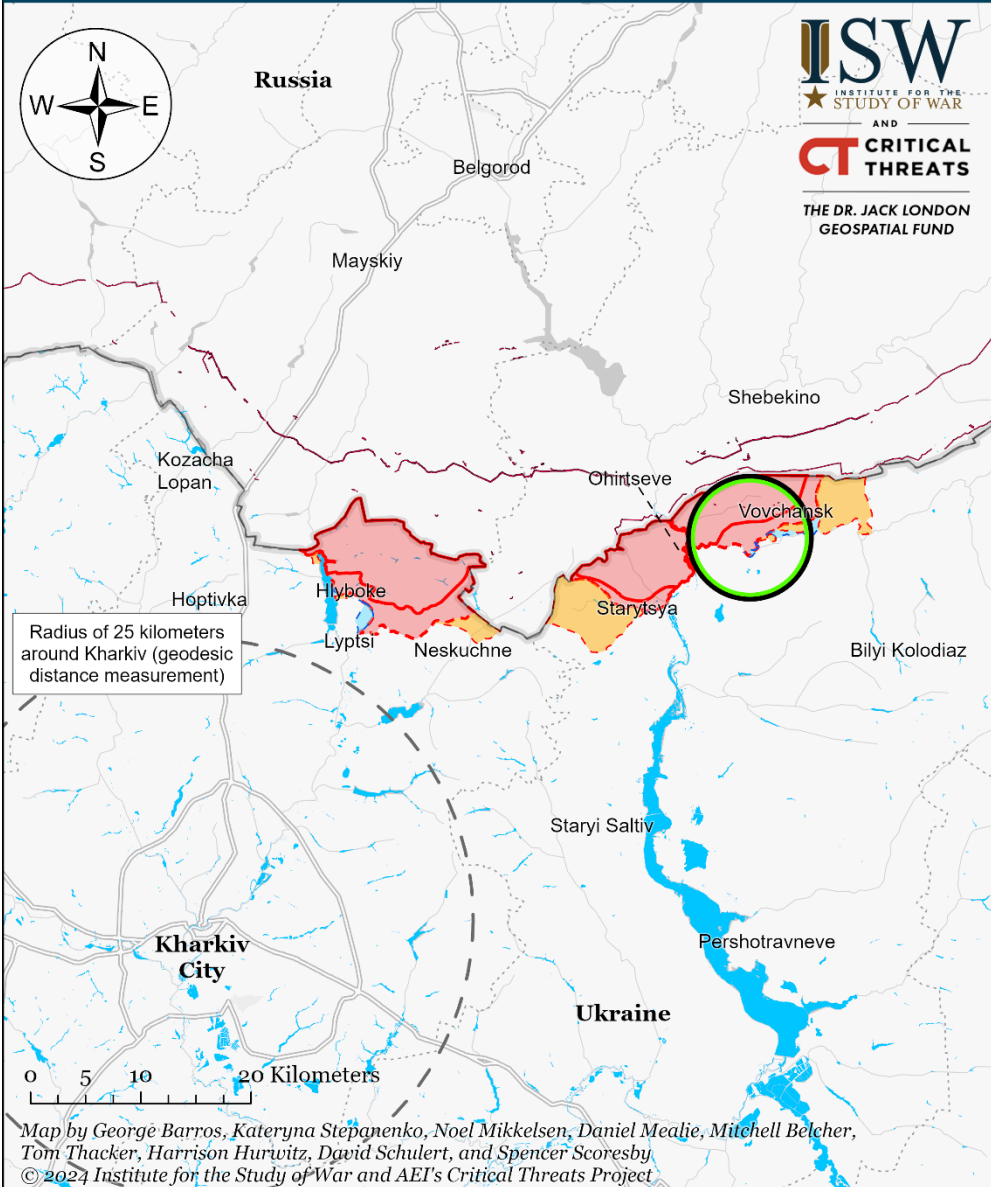 N
W
E
S
Russia
ISW
INSTITUTE FOR THE
STUDY OF WAR
AND
CT CRITICAL
THREATS
THE DR. JACK LONDON
GEOSPATIAL FUND
Belgorod
Mayskiy
Shebekino
Kozacha
Lopan
Ohirtseve
Vovchansk
Hoptivka
Hlyboke
Starytsya
Lyptsi
Neskuchne
Bilyi Kolodiaz
Radius of 25 kilometers
around Kharkiv (geodesic
distance measurement)
Staryi Saltiv
Pershotravneve
Kharkiv
City
Ukraine
0 5 10 20 Kilometers
Map by George Barros, Kateryna Stepanenko, Noel Mikkelsen, Daniel Mealie, Mitchell Belcher,
Tom Thacker, Harrison Hurwitz, David Schulert, and Spencer Scoresby
© 2024 Institute for the Study of War and AEI's Critical Threats Project